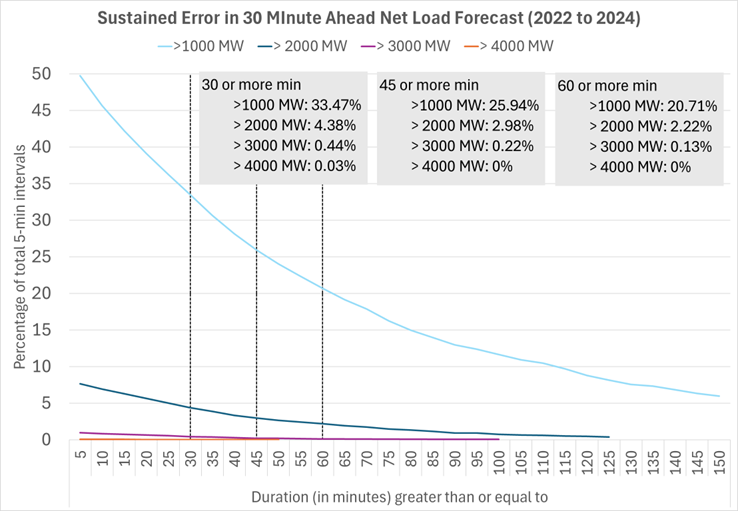 Sustained Error in 30 MInute Ahead Net Load Forecast (2022 to 2024)
>1000 MW > 2000 MW > 3000 MW > 4000 MW
30 or more min
>1000 MW: 33.47%
> 2000 MW: 4.38%
> 3000 MW: 0.44%
> 4000 MW: 0.03%
45 or more min
>1000 MW: 25.94%
> 2000 MW: 2.98%
> 3000 MW: 0.22%
> 4000 MW: 0%
60 or more min
>1000 MW: 20.71%
> 2000 MW: 2.22%
> 3000 MW: 0.13%
> 4000 MW: 0%
Percentage of total 5-min intervals
50
45
40
35
30
25
20
15
10
5
0
5 10 15 20 25 30 35 40 45 50 55 60 65 70 75 80 85 90 95 100 105 110 115 120 125 130 135 140 145 150
Duration (in minutes) greater than or equal to